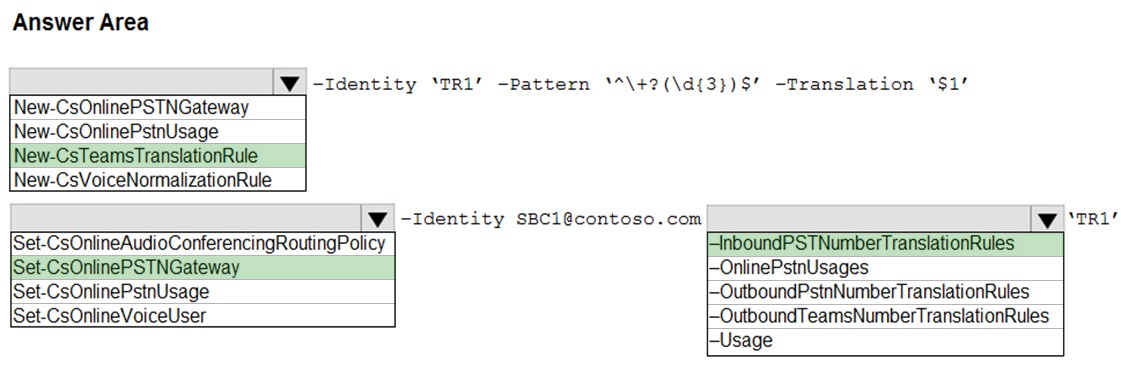 Answer Area
–Identity ‘TR1’ –Pattern ‘^\+?(\d{3})$’ –Translation ‘$1’
New-CsOnlinePSTNGateway
New-CsOnlinePstnUsage
New-CsTeamsTranslationRule
New-CsVoiceNormalizationRule
–Identity SBC1@contoso.com ‘TR1’
Set-CsOnlineAudioConferencingRoutingPolicy
Set-CsOnlinePSTNGateway
Set-CsOnlinePstnUsage
Set-CsOnlineVoiceUser
–InboundPSTNNumberTranslationRules
–OnlinePstnUsages
–OutboundPstnNumberTranslationRules
–OutboundTeamsNumberTranslationRules
–Usage